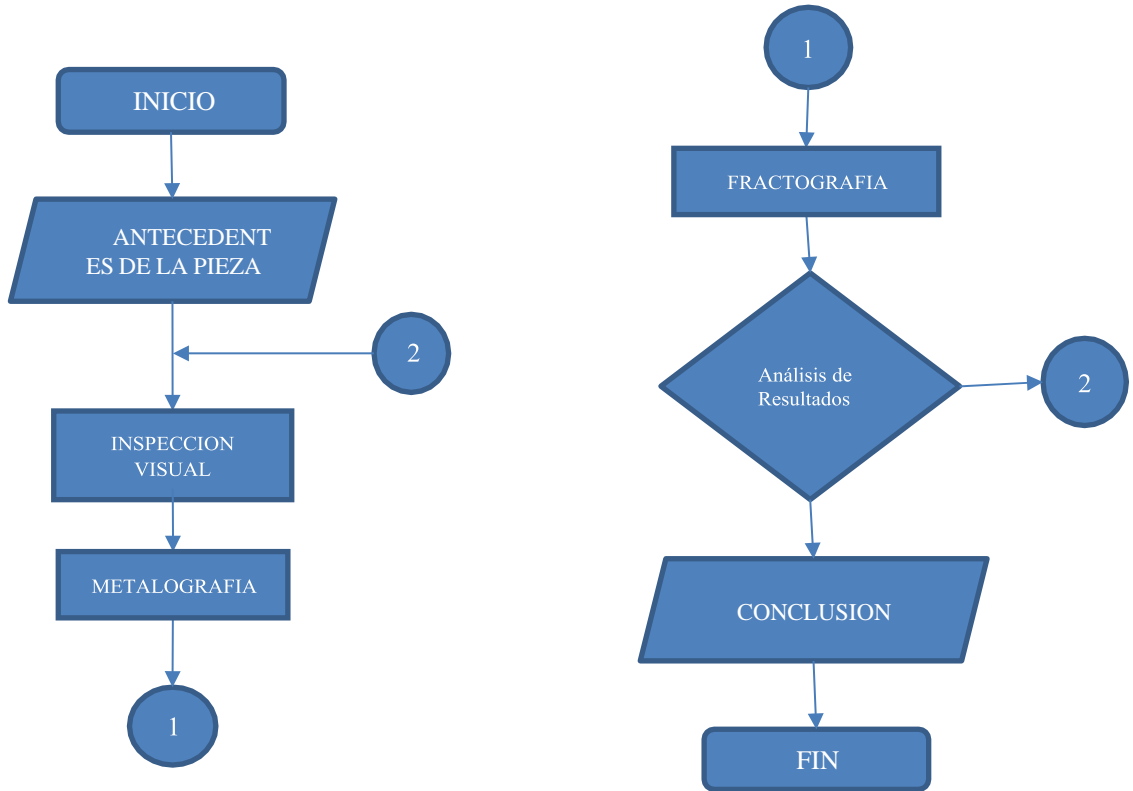 INICIO
ANTECEDENT
ES DE LA PIEZA
2
INSPECCION
VISUAL
METALOGRAFIA
1
1
FRACTOGRAFIA
Análisis de
Resultados
2
CONCLUSION
FIN